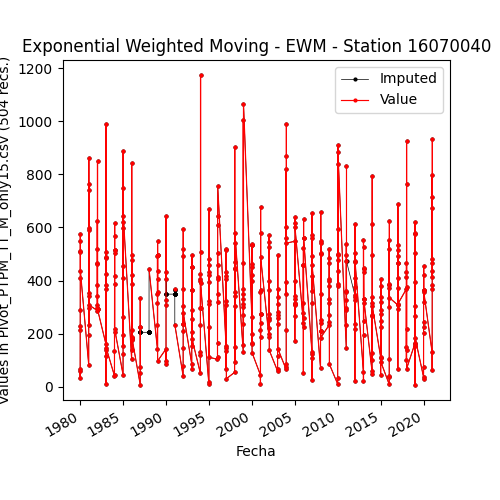 Exponential Weighted Moving - EWM - Station 16070040
Imputed
Value
1200
1000
800
600
400
200
0
Values in Pivot_PTPM_TT_M_only15.csv (504 recs.)
1980 1985 1990 1995 2000 2005 2010 2015 2020
Fecha